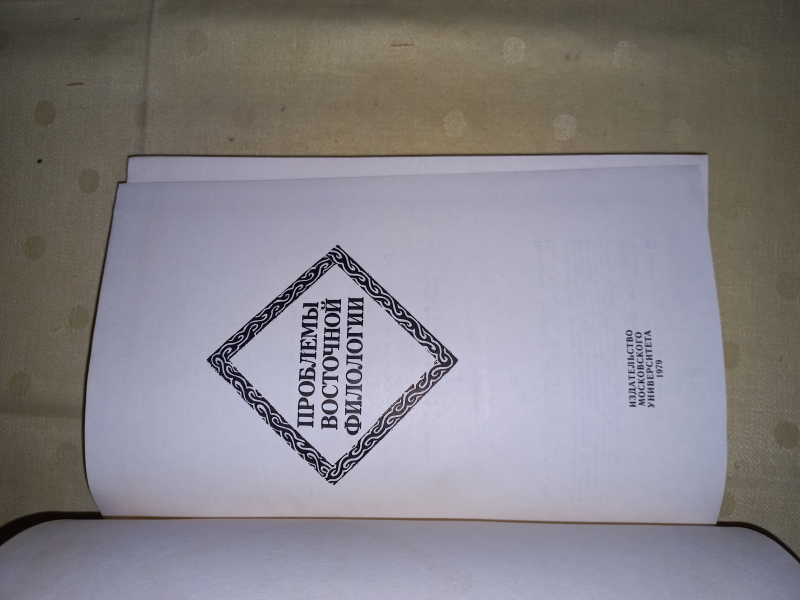 ПРОБЛЕМЫ
ВОСТОЧНОЙ
ФИЛОЛОГИИ
ИЗДАТЕЛЬСТВО
МОСКОВСКОГО
УНИВЕРСИТЕТА
1979